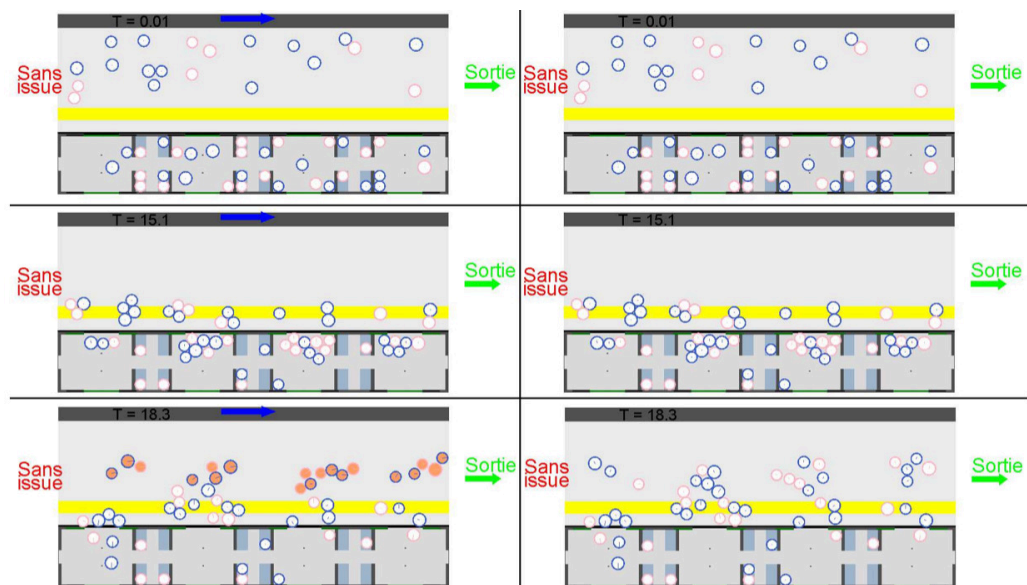 T = 0.01
T = 0.01
Sans
issue
Sortie
Sans
issue
Sortie
T = 15.1
T = 15.1
Sans
issue
Sortie
Sans
issue
Sortie
T = 18.3
T = 18.3
Sans
issue
Sortie
Sans
issue
Sortie